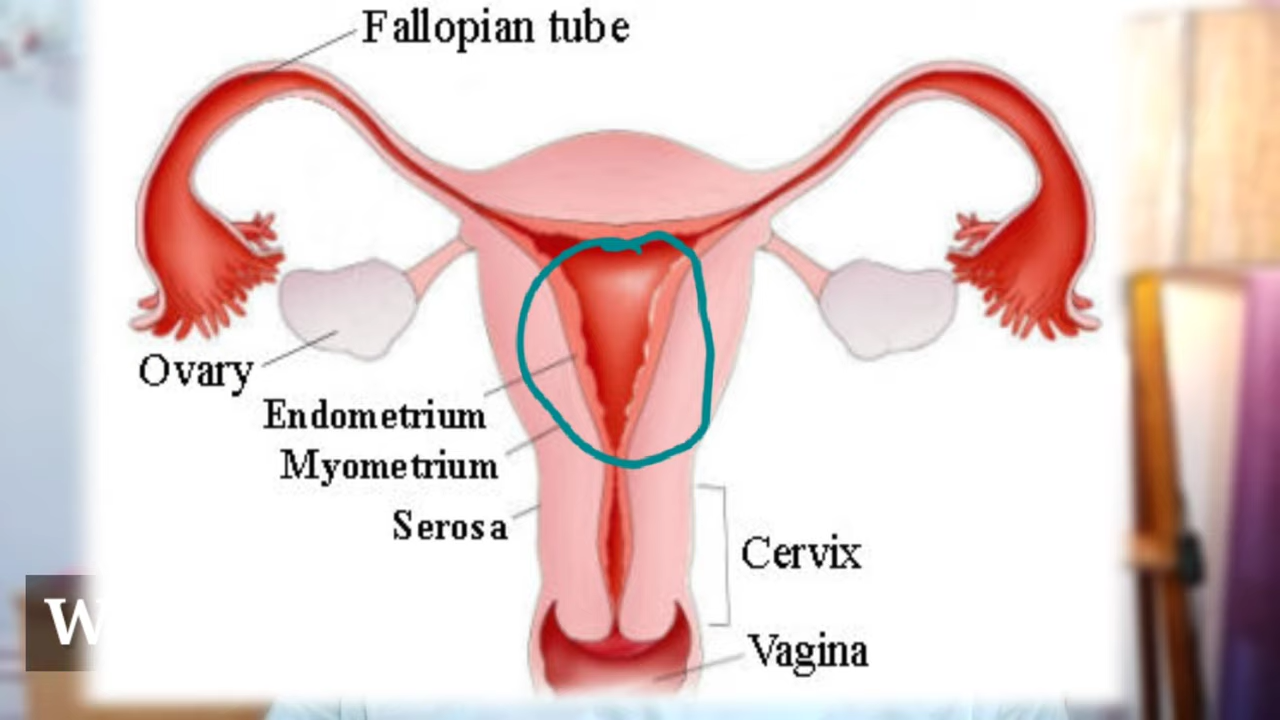 Fallopian tube
Ovary
Endometrium
Myometrium
Serosa
Cervix
Vagina
W